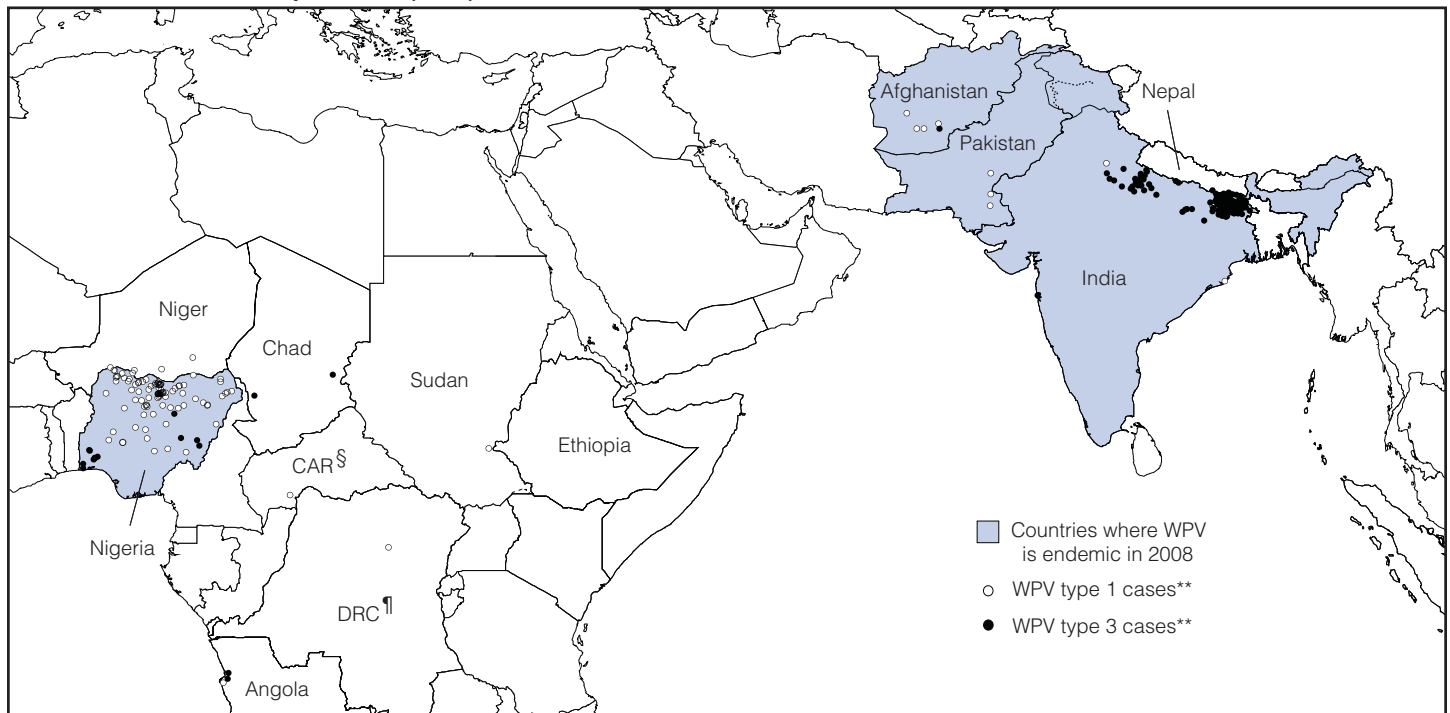 Afghanistan
Nepal
Pakistan
India
Niger
Chad
Sudan
Ethiopia
CAR§
Nigeria
DRC¶
Angola
Countries where WPV
is endemic in 2008
WPV type 1 cases**
WPV type 3 cases**